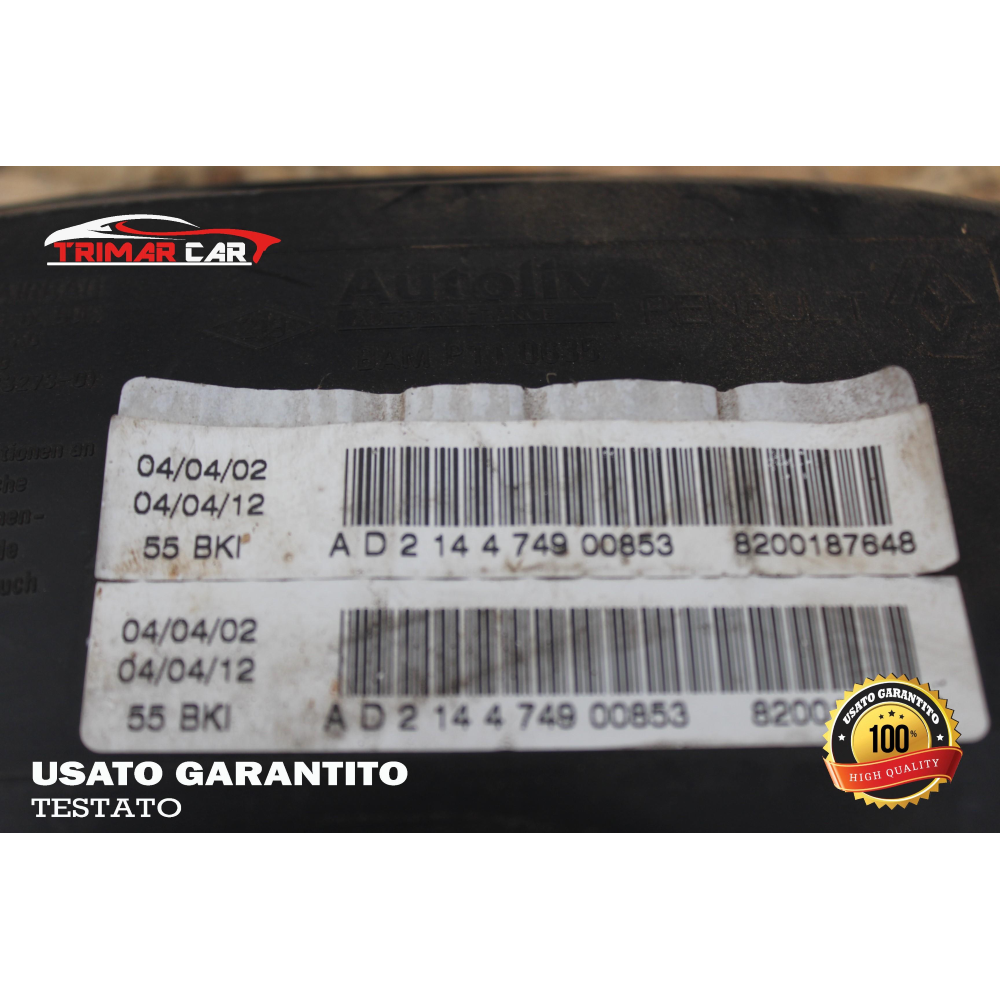 TRIMAR CAR
Autoliv
RENAULT
04/04/02
04/04/12
55 BKI
A D 2 14 4 749 00853
8200187648
04/04/02
04/04/12
55 BKI
A D 2 14 4 749 00853
8200
USATO GARANTITO
100%
HIGH QUALITY
USATO GARANTITO
TESTATO